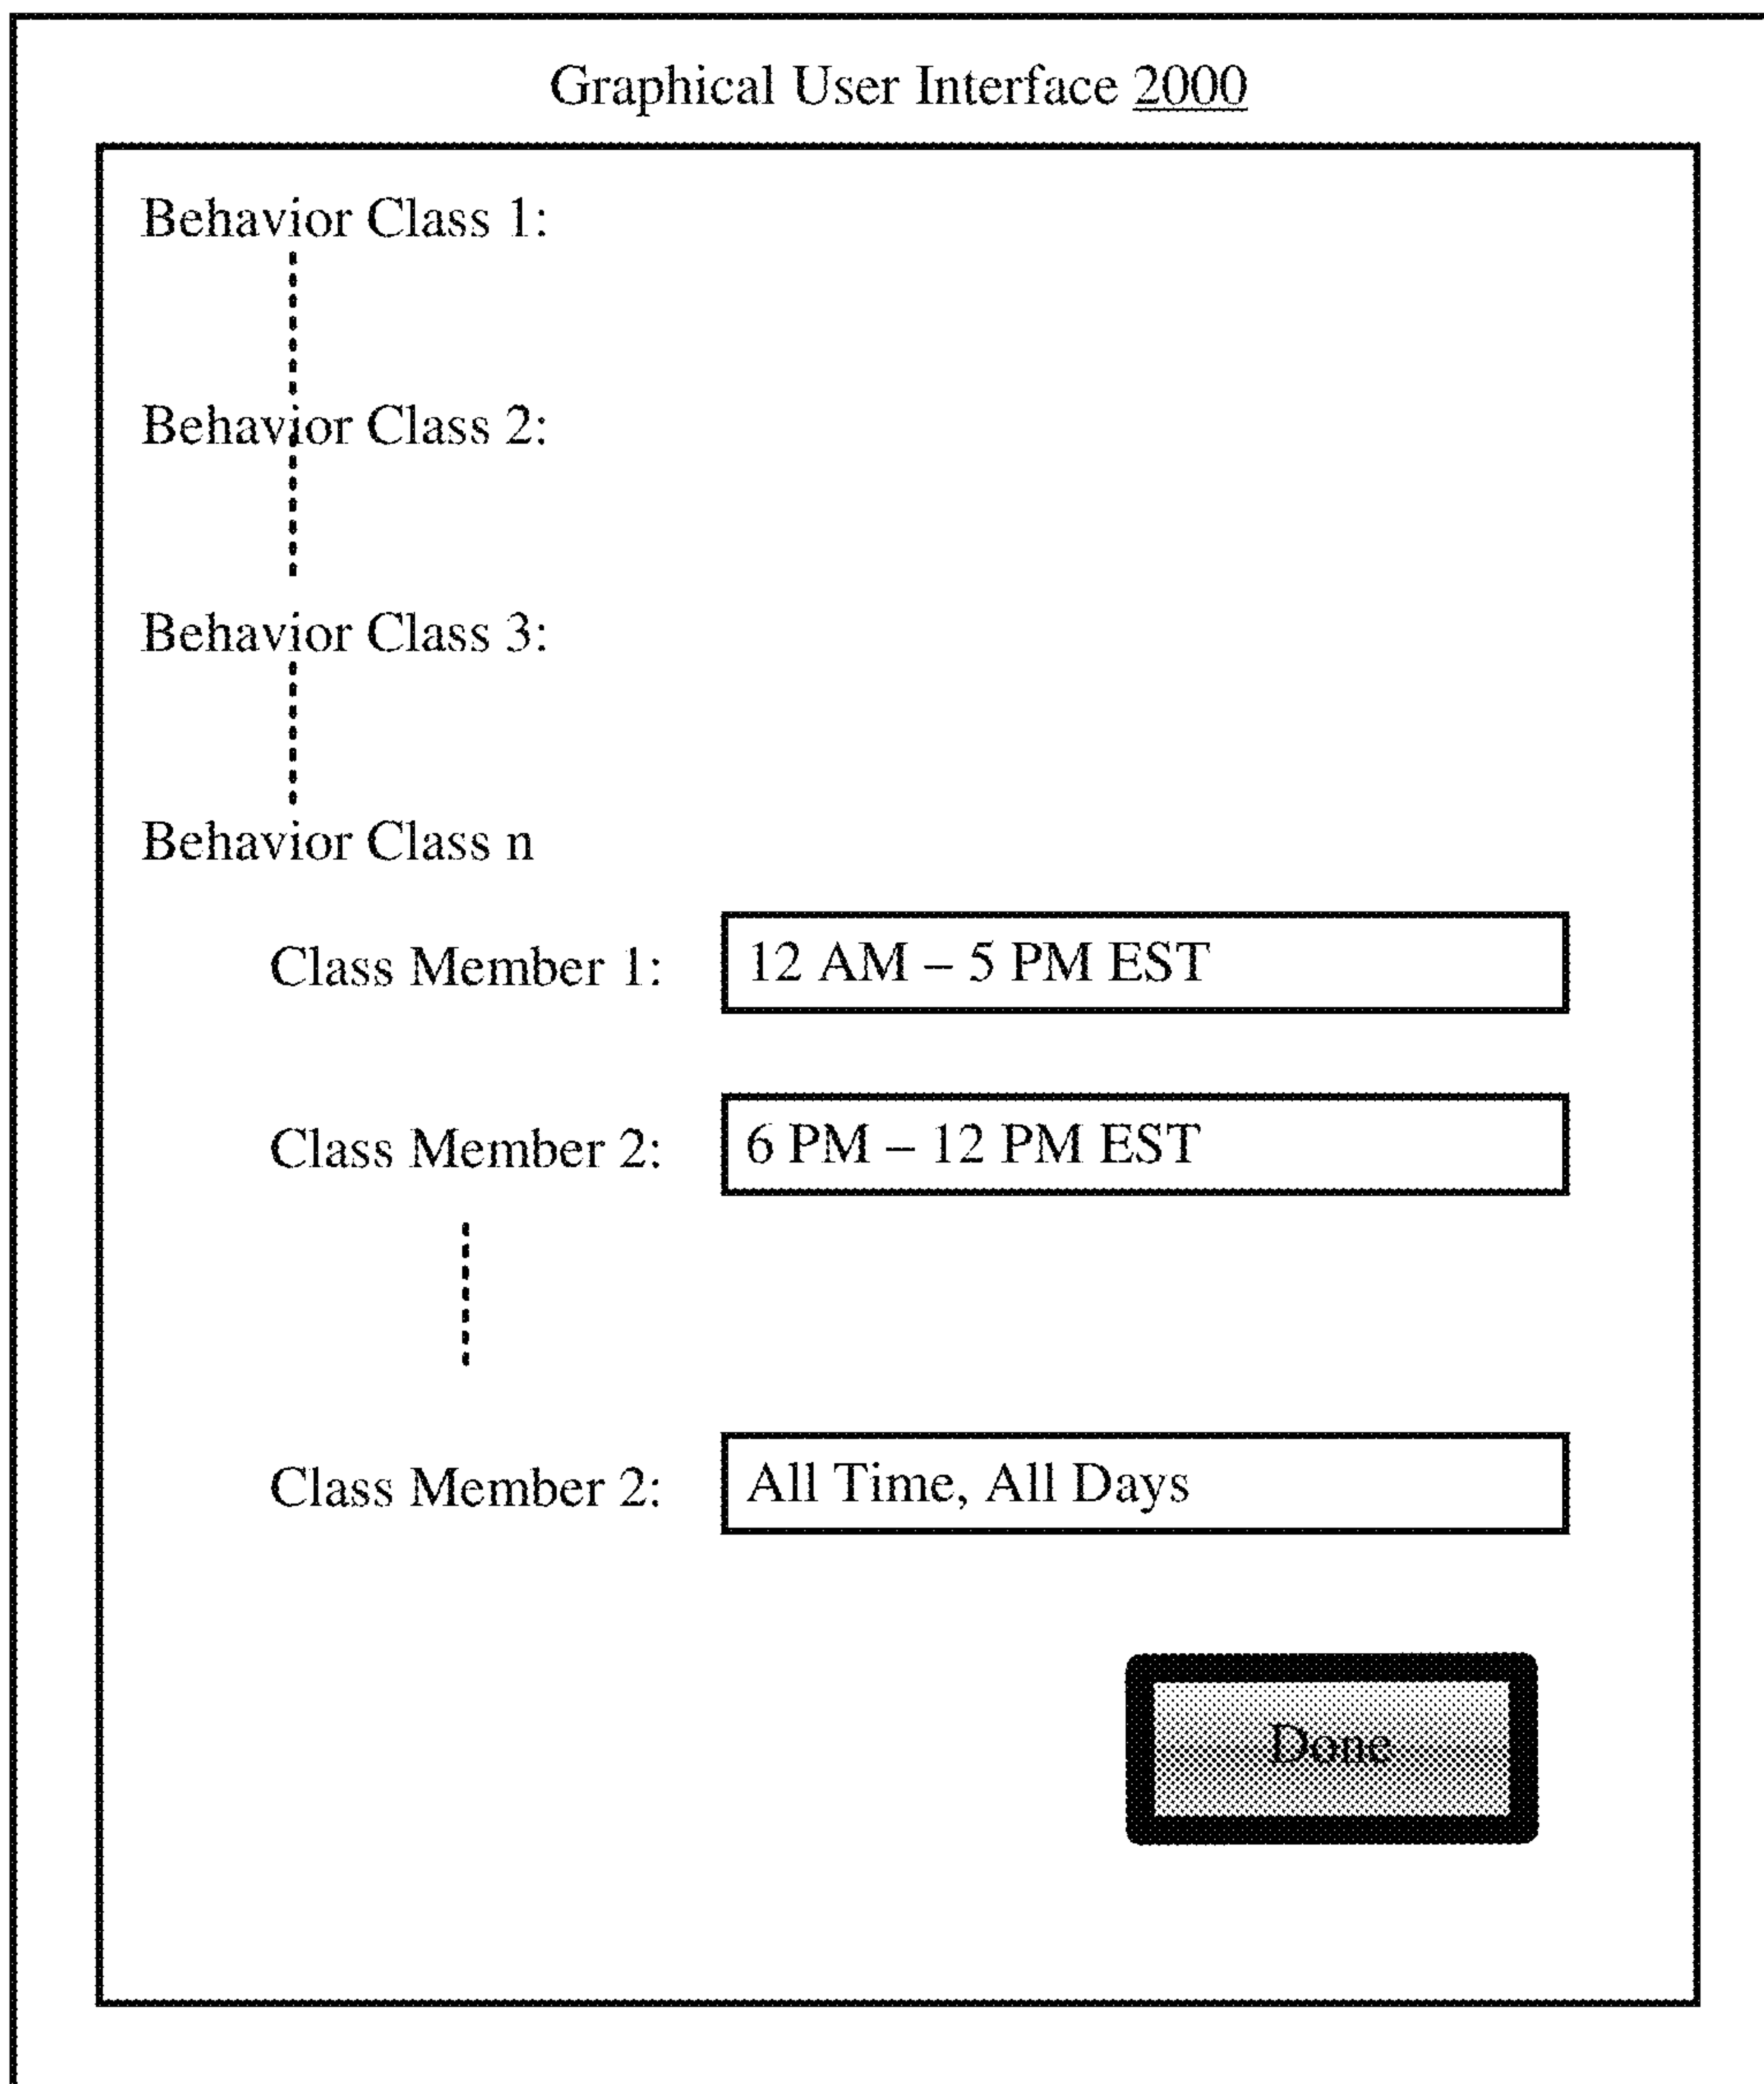 Graphical User Interface 2000
Behavior Class 1:
Behavior Class 2:
Behavior Class 3:
Behavior Class n
Class Member 1: 12 AM – 5 PM EST
Class Member 2: 6 PM – 12 PM EST
Class Member 2: All Time, All Days
Done